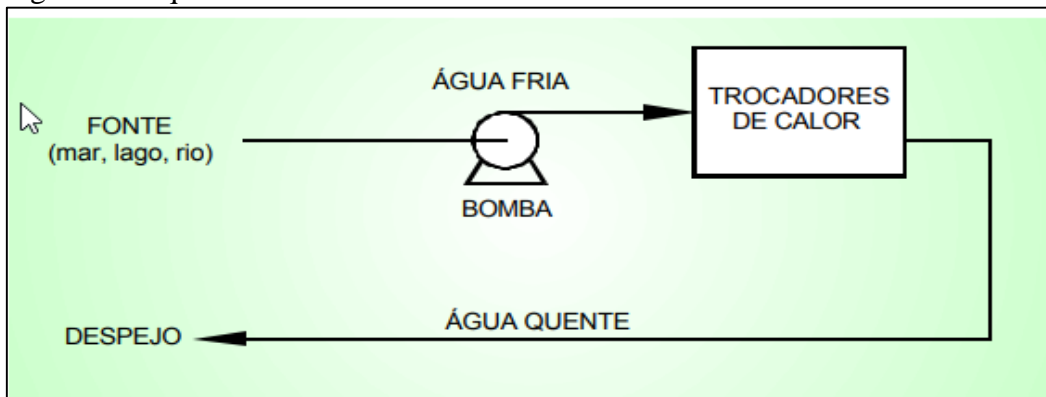 ÁGUA FRIA
TROCADORES
DE CALOR
FONTE
(mar, lago, rio)
BOMBA
ÁGUA QUENTE
DESPEJO